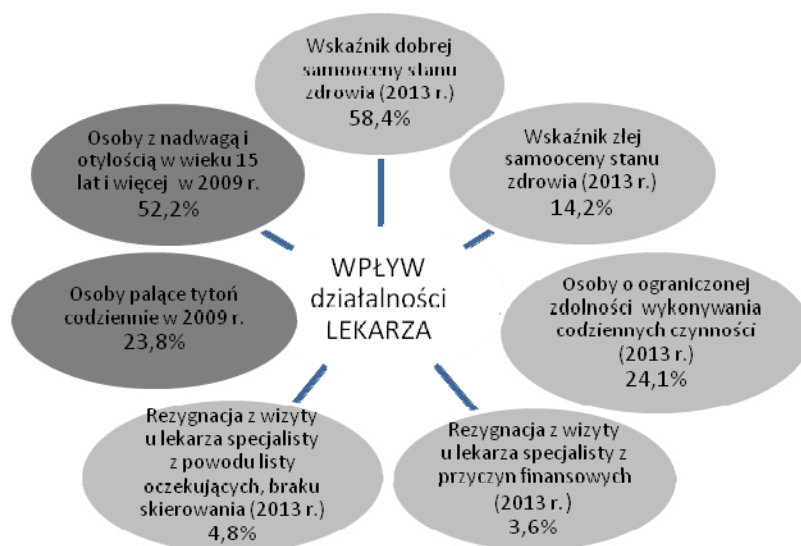 Wskaźnik dobrej
samooceny stanu
zdrowia (2013 r.)
58,4%
Wskaźnik złej
samooceny stanu
zdrowia (2013 r.)
14,2%
Osoby o ograniczonej
zdolności wykonywania
codziennych czynności
(2013 r.)
24,1%
Rezygnacja z wizyty
u lekarza specjalisty z
przyczyn finansowych
(2013 r.)
3,6%
Rezygnacja z wizyty
u lekarza specjalisty
z powodu listy
oczekujących, braku
skierowania (2013 r.)
4,8%
Osoby palące tytoń
codziennie w 2009 r.
23,8%
Osoby z nadwagą i
otyłością w wieku 15
lat i więcej w 2009 r.
52,2%
WPŁYW
działalności
LEKARZA